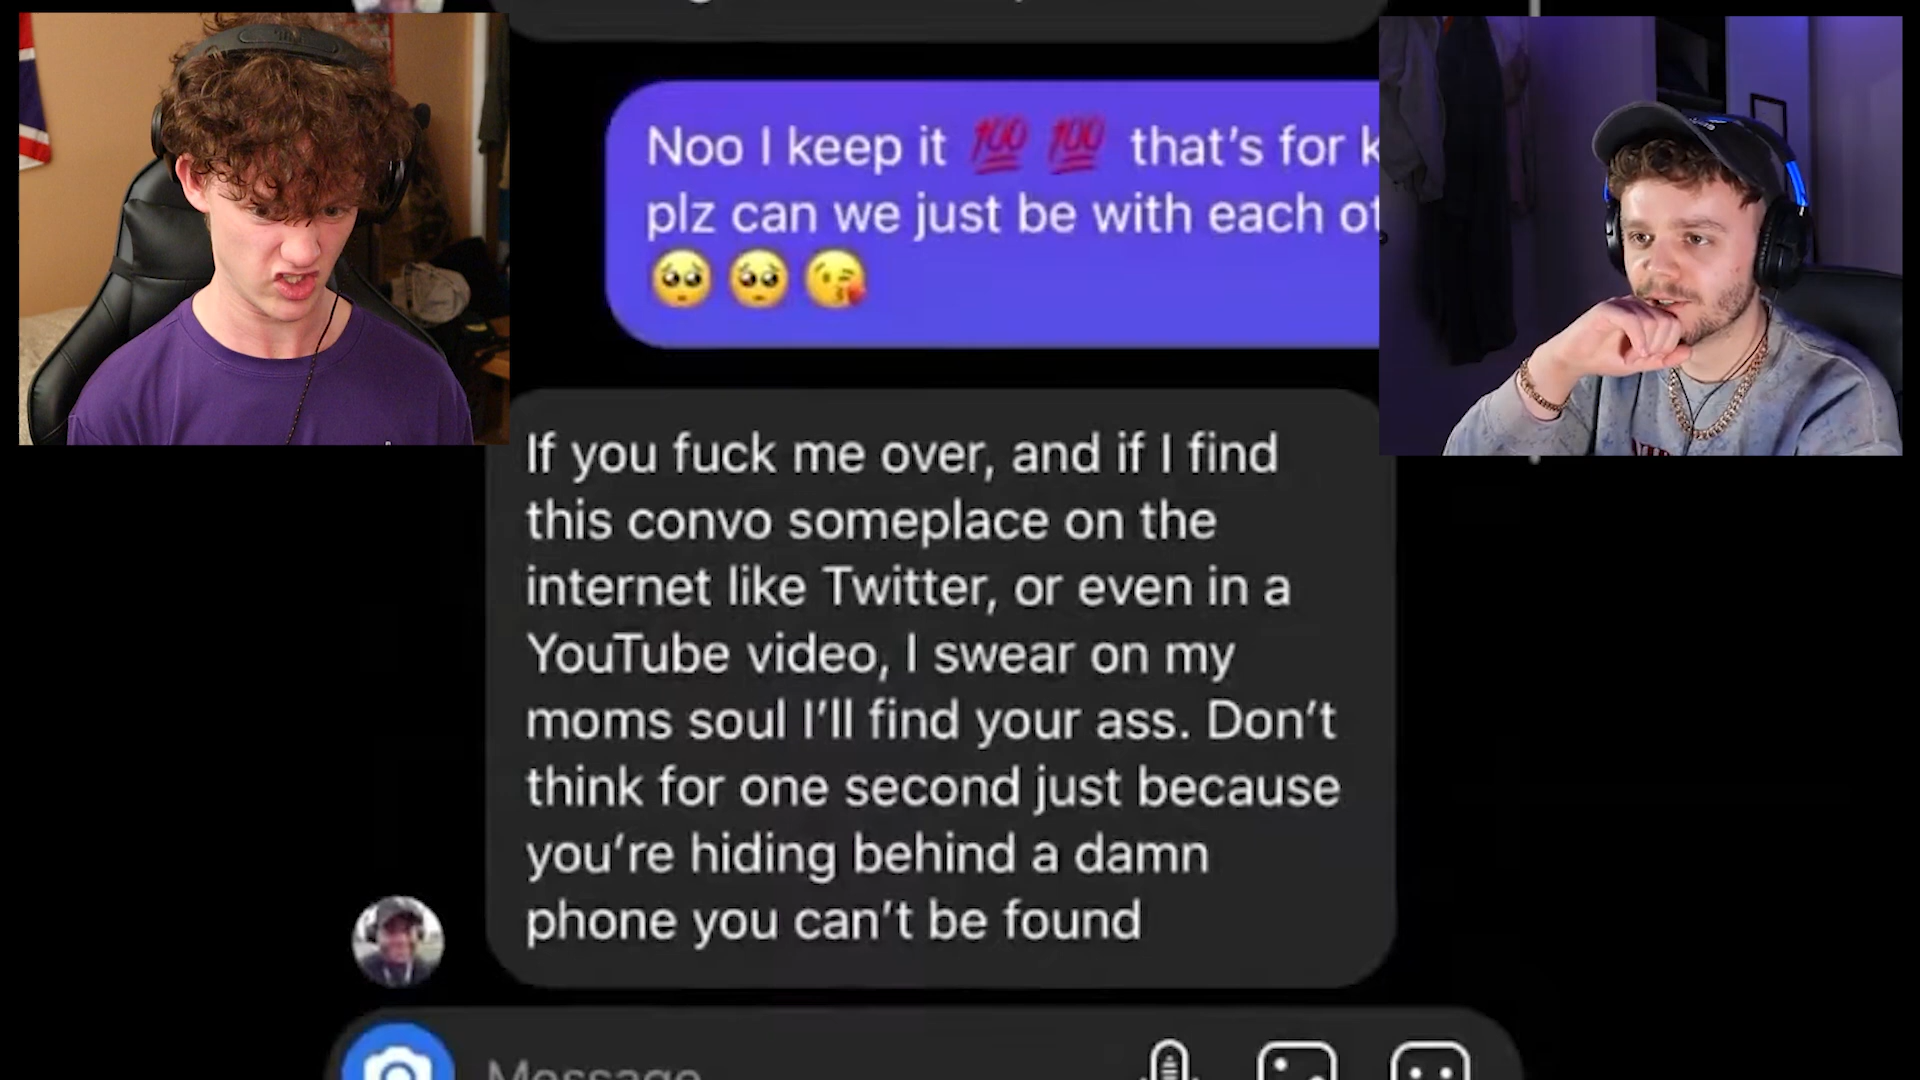 Noo I keep it 💯 💯 that's for
plz can we just be with each
🥺 🥺 😘
If you fuck me over, and if I find
this convo someplace on the
internet like Twitter, or even in a
YouTube video, I swear on my
moms soul I'll find your ass. Don't
think for one second just because
you're hiding behind a damn
phone you can't be found
Message